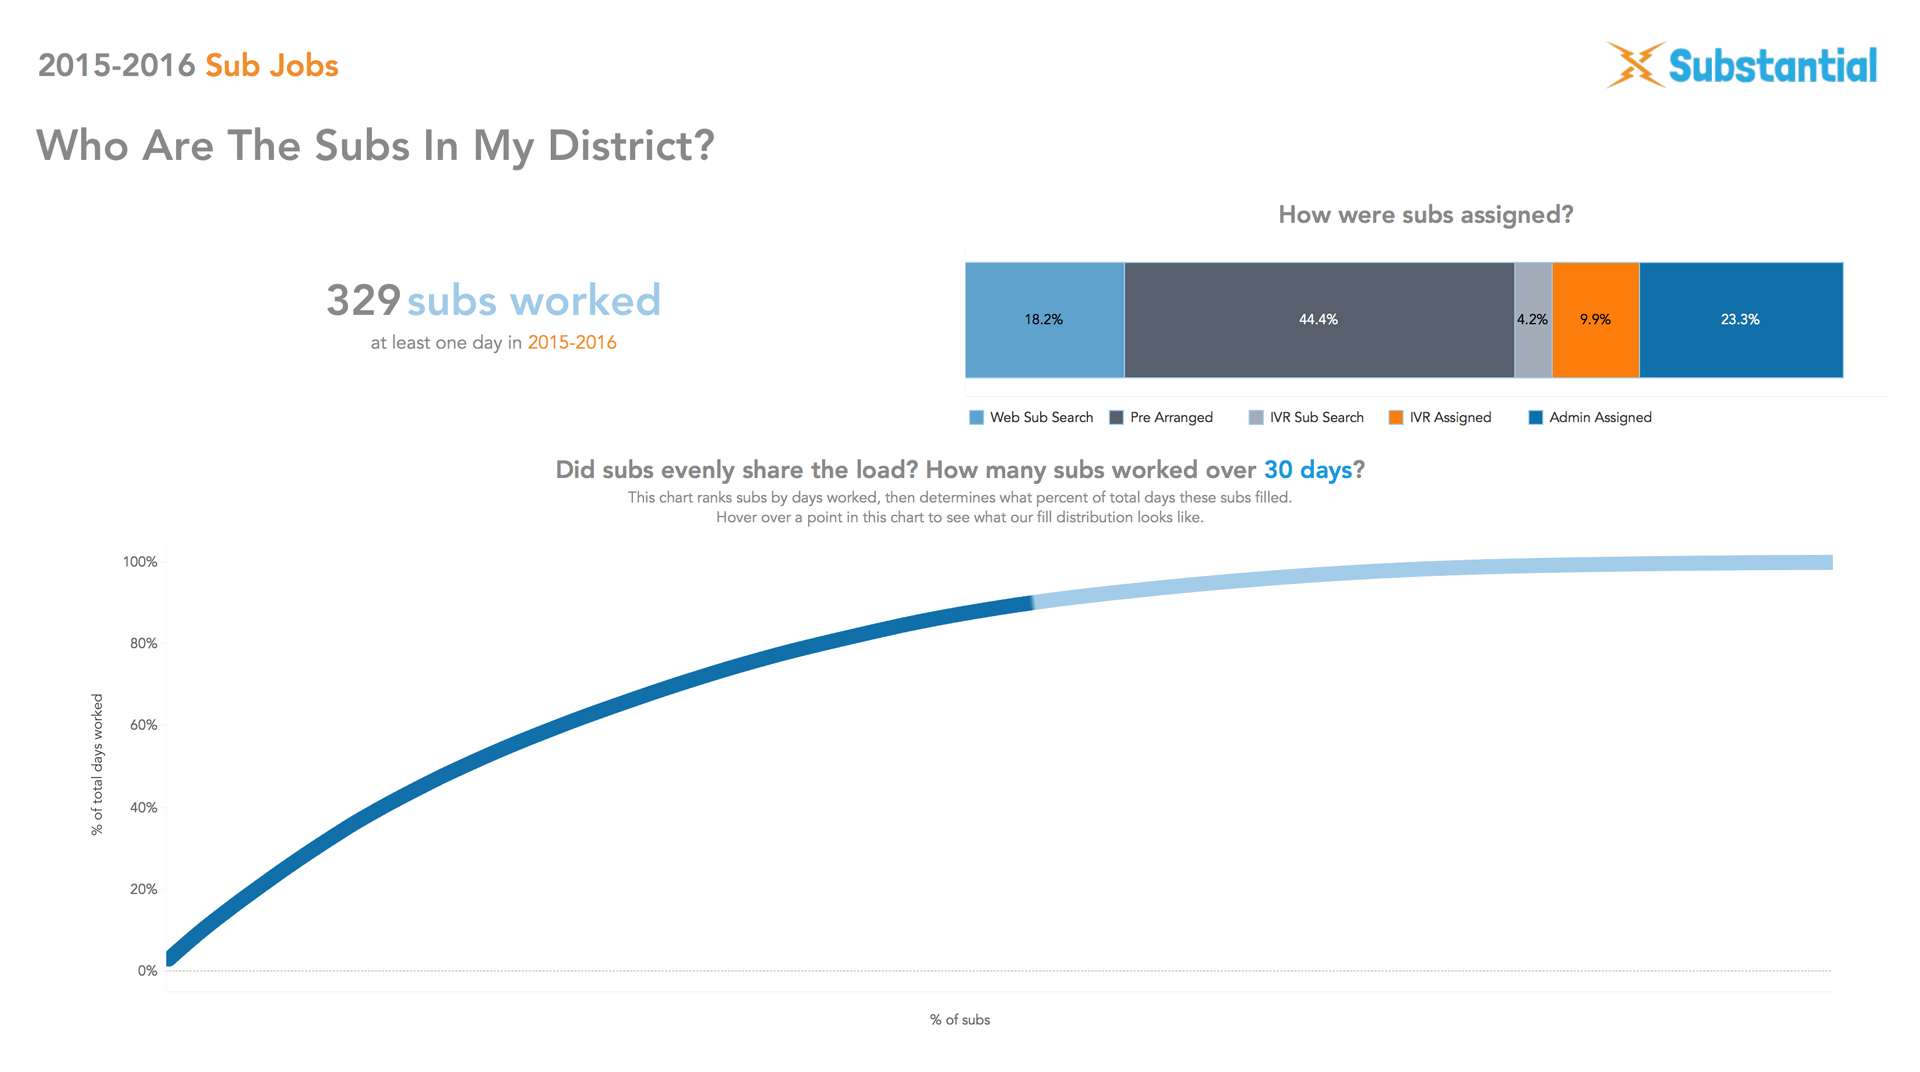 2015-2016 Sub Jobs
Substantial
Who Are The Subs In My District?
How were subs assigned?
329 subs worked
at least one day in 2015-2016
18.2% 44.4% 4.2% 9.9% 23.3%
Web Sub Search Pre Arranged IVR Sub Search IVR Assigned Admin Assigned
Did subs evenly share the load? How many subs worked over 30 days?
This chart ranks subs by days worked, then determines what percent of total days these subs filled.
Hover over a point in this chart to see what our fill distribution looks like.
% of total days worked
100%
80%
60%
40%
20%
0%
% of subs